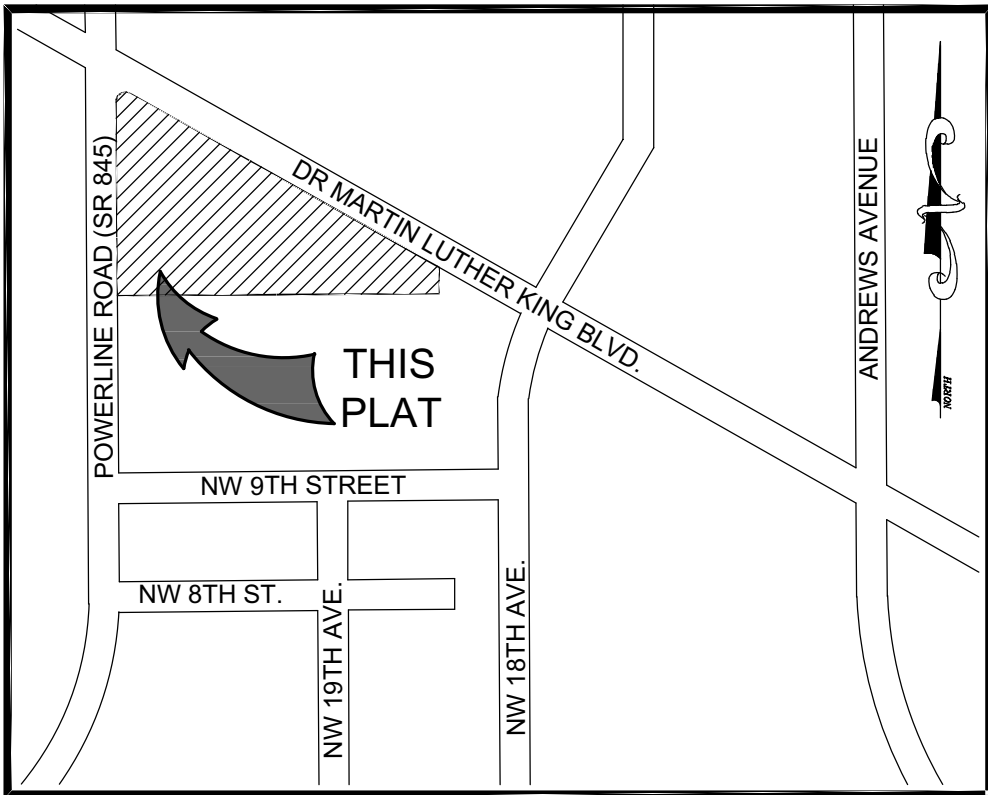 POWERLINE ROAD (SR 845)
DR MARTIN LUTHER KING BLVD.
ANDREWS AVENUE
NORTH
THIS
PLAT
NW 9TH STREET
NW 8TH ST.
NW 19TH AVE.
NW 18TH AVE.